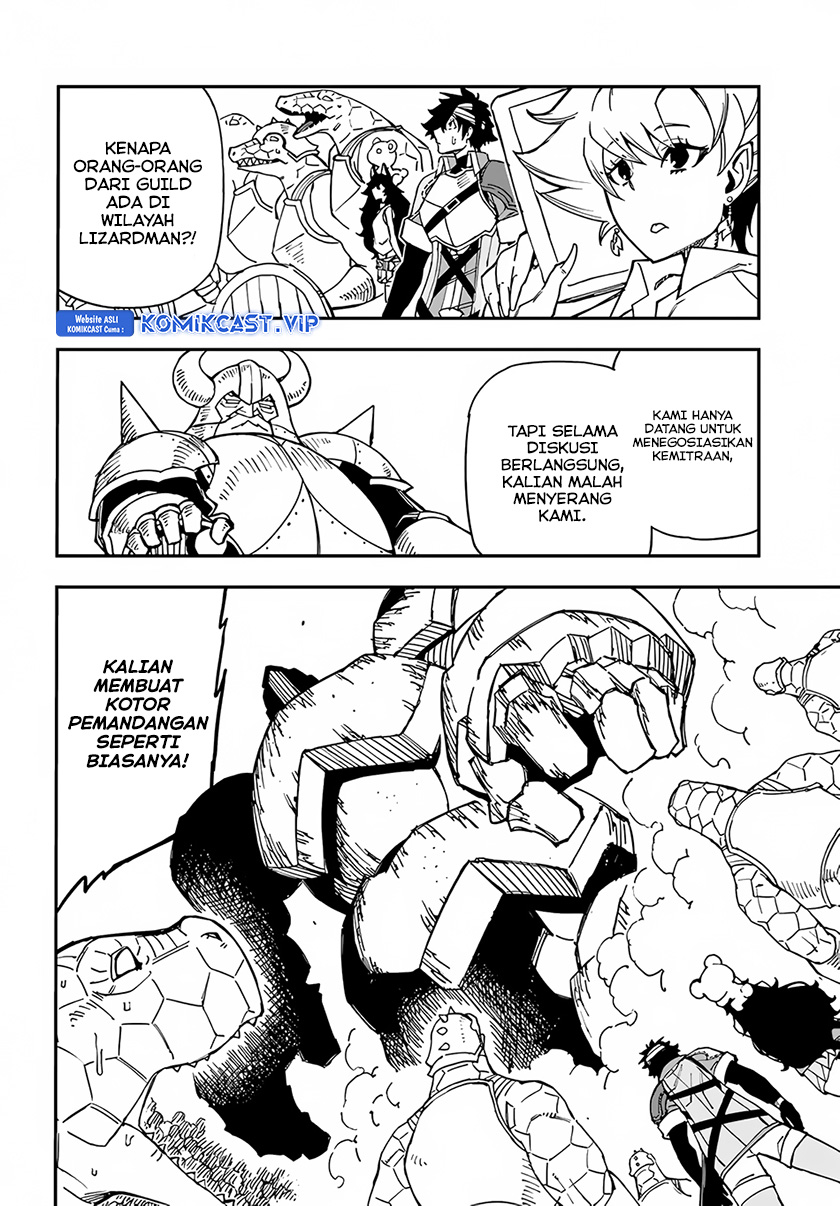 KENAPA
ORANG-ORANG
DARI GUILD
ADA DI
WILAYAH
LIZARDMAN?!
Website ASLI
KOMIKCAST Cuma :
KOMIKCAST.VIP
KAMI HANYA
DATANG UNTUK
MENEGOSIASIKAN
KEMITRAAN,
TAPI SELAMA
DISKUSI
BERLANGSUNG,
KALIAN MALAH
MENYERANG
KAMI.
KALIAN
MEMBUAT
KOTOR
PEMANDANGAN
SEPERTI
BIASANYA!